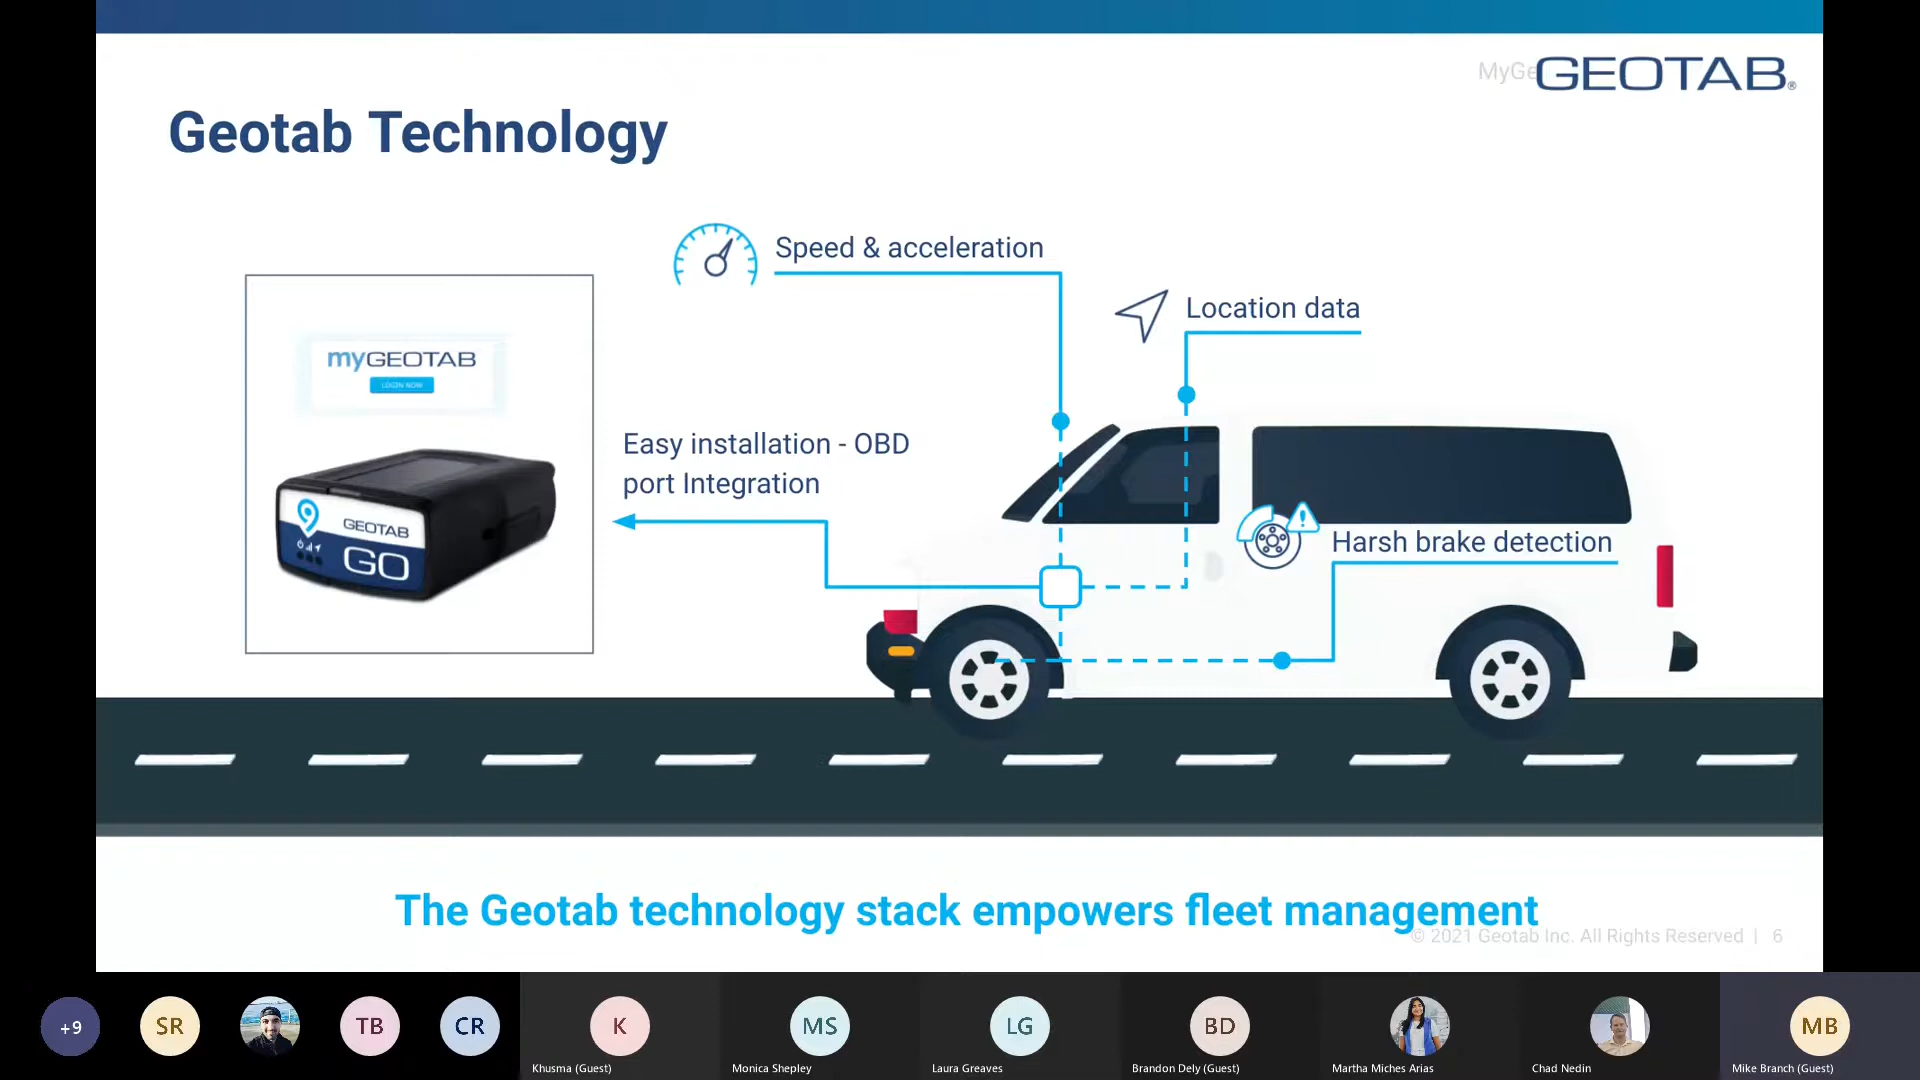 MyGe
GEOTAB®
Geotab Technology
Speed & acceleration
Location data
myGEOTAB
LOGIN NOW
Easy installation - OBD
port Integration
GEOTAB
GO
Harsh brake detection
The Geotab technology stack empowers fleet management
© 2021 Geotab Inc. All Rights Reserved | 6
+9
SR
TB
CR
K
MS
LG
BD
MB
Khusma (Guest)
Monica Shepley
Laura Greaves
Brandon Dely (Guest)
Martha Miches Arias
Chad Nedin
Mike Branch (Guest)